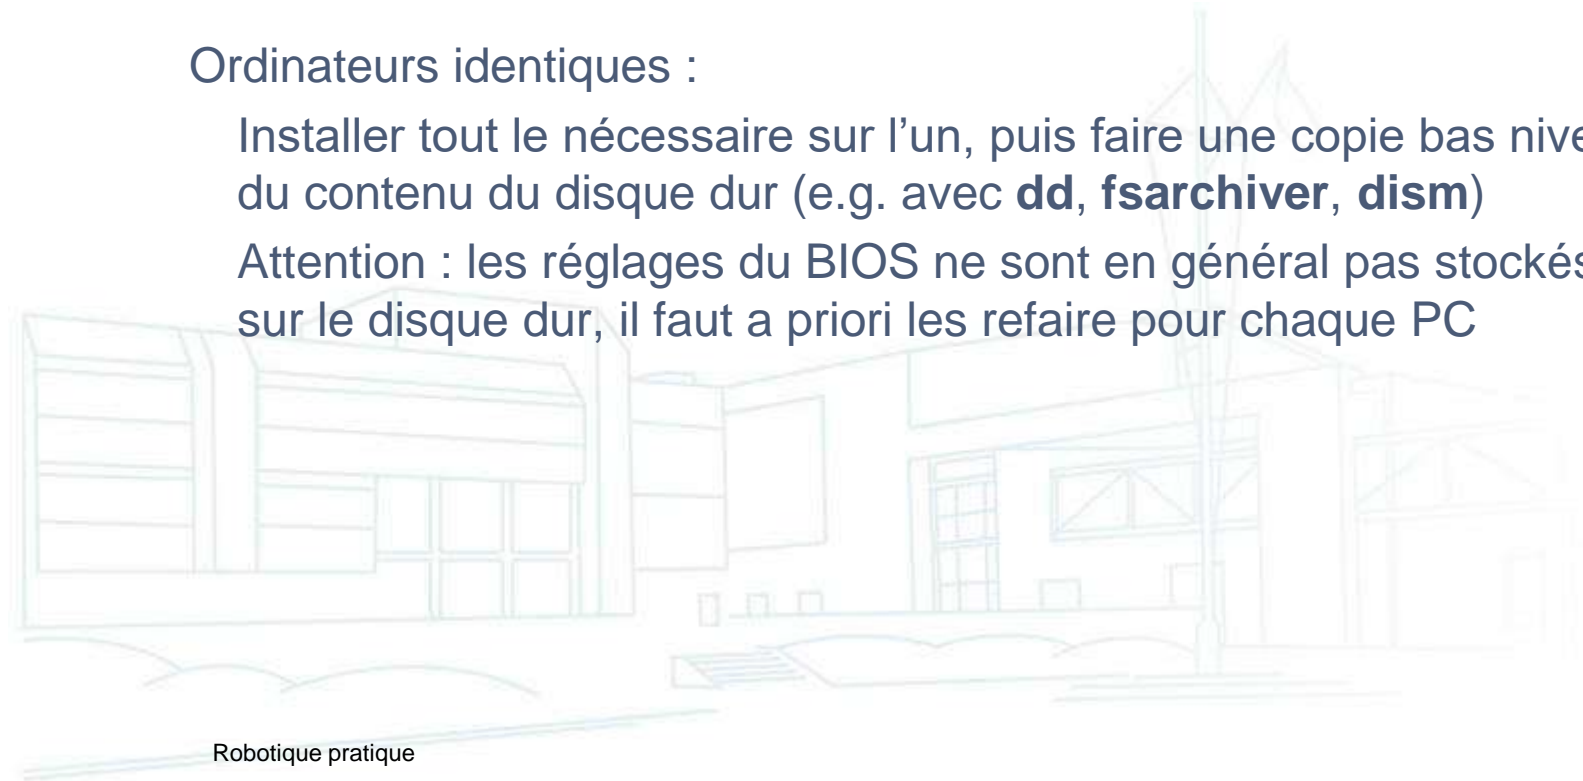 Ordinateurs identiques :
Installer tout le nécessaire sur l’un, puis faire une copie bas nive
du contenu du disque dur (e.g. avec dd, fsarchiver, dism)
Attention : les réglages du BIOS ne sont en général pas stockés
sur le disque dur, il faut a priori les refaire pour chaque PC
Robotique pratique